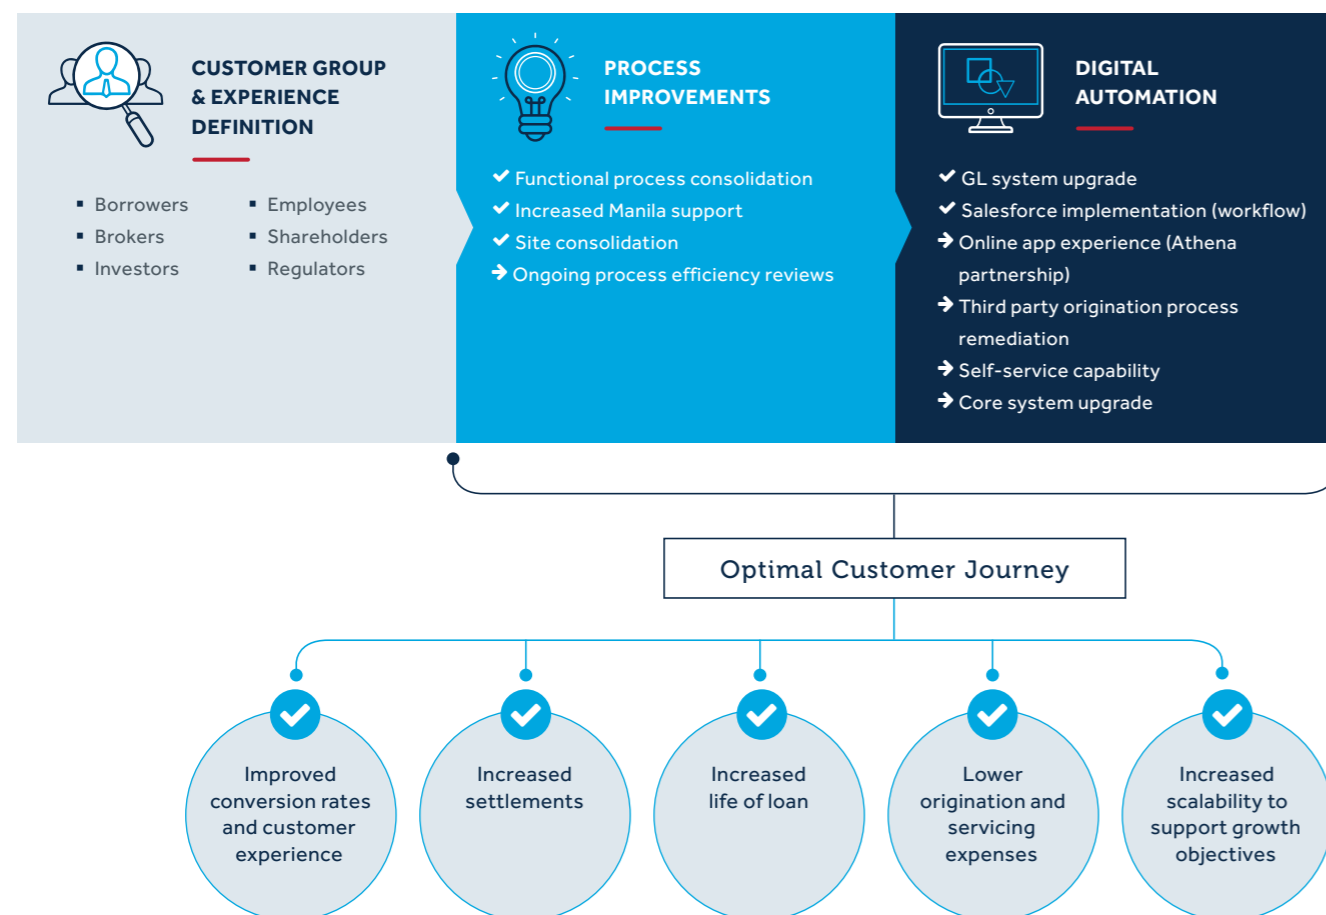 CUSTOMER GROUP
& EXPERIENCE
DEFINITION
▪ Borrowers
▪ Brokers
▪ Investors
▪ Employees
▪ Shareholders
▪ Regulators
PROCESS
IMPROVEMENTS
✔ Functional process consolidation
✔ Increased Manila support
✔ Site consolidation
➔ Ongoing process efficiency reviews
DIGITAL
AUTOMATION
✔ GL system upgrade
✔ Salesforce implementation (workflow)
➔ Online app experience (Athena
partnership)
➔ Third party origination process
remediation
➔ Self-service capability
➔ Core system upgrade
Optimal Customer Journey
Improved
conversion rates
and customer
experience
Increased
settlements
Increased
life of loan
Lower
origination and
servicing
expenses
Increased
scalability to
support growth
objectives